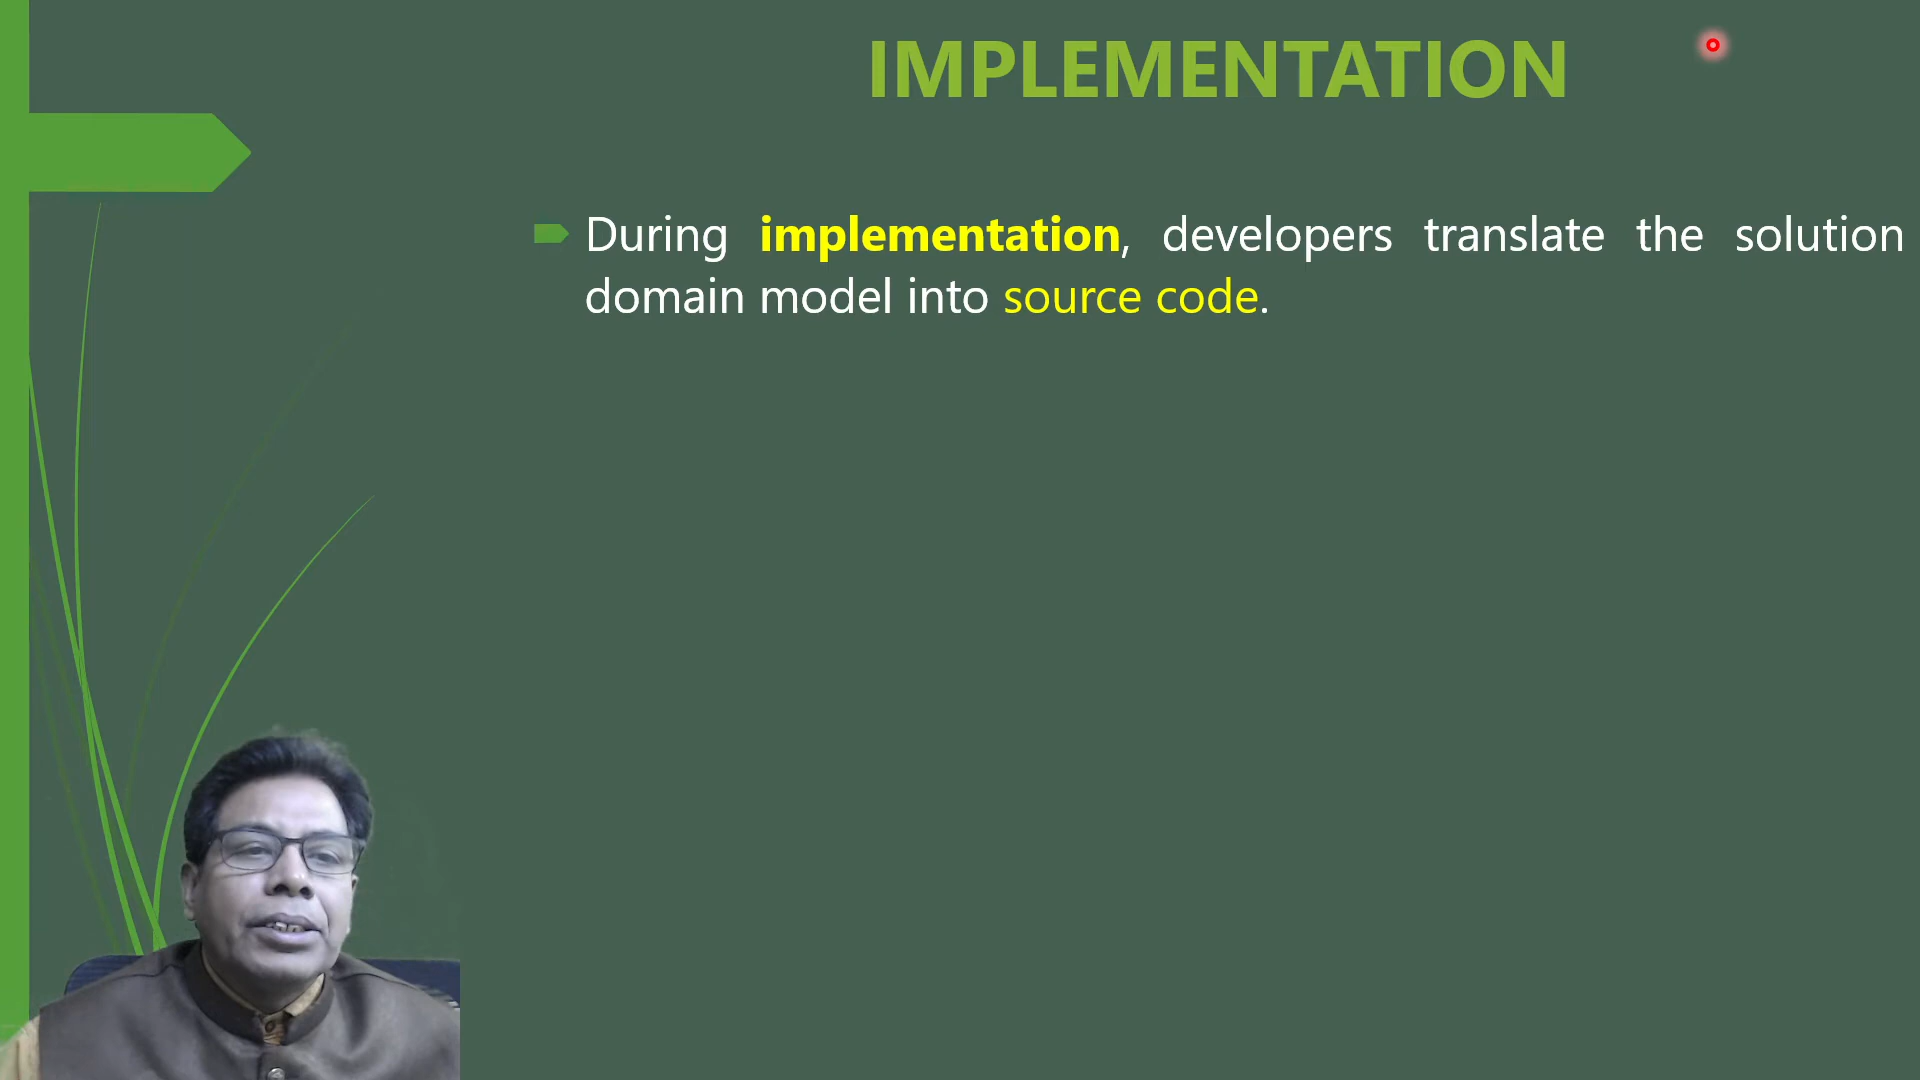 IMPLEMENTATION
During implementation, developers translate the solution
domain model into source code.